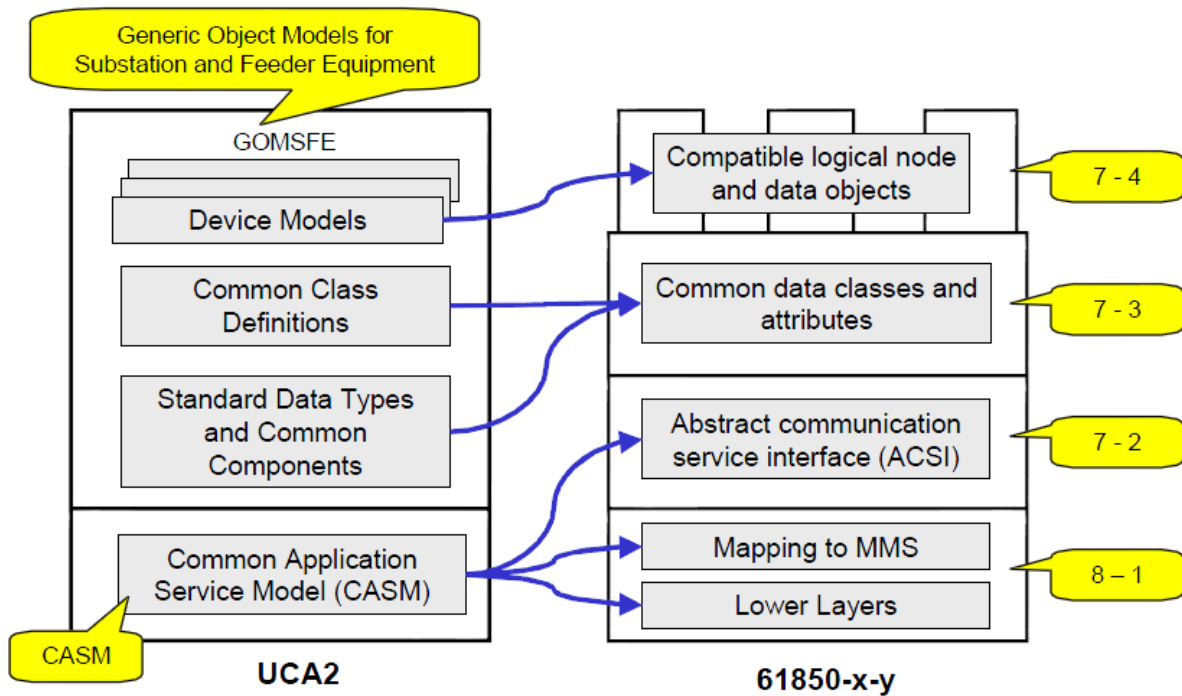 Generic Object Models for
Substation and Feeder Equipment
GOMSFE
Device Models
Common Class
Definitions
Standard Data Types
and Common
Components
Common Application
Service Model (CASM)
CASM
UCA2
Compatible logical node
and data objects
7 - 4
Common data classes and
attributes
7 - 3
Abstract communication
service interface (ACSI)
7 - 2
Mapping to MMS
Lower Layers
8 – 1
61850-x-y